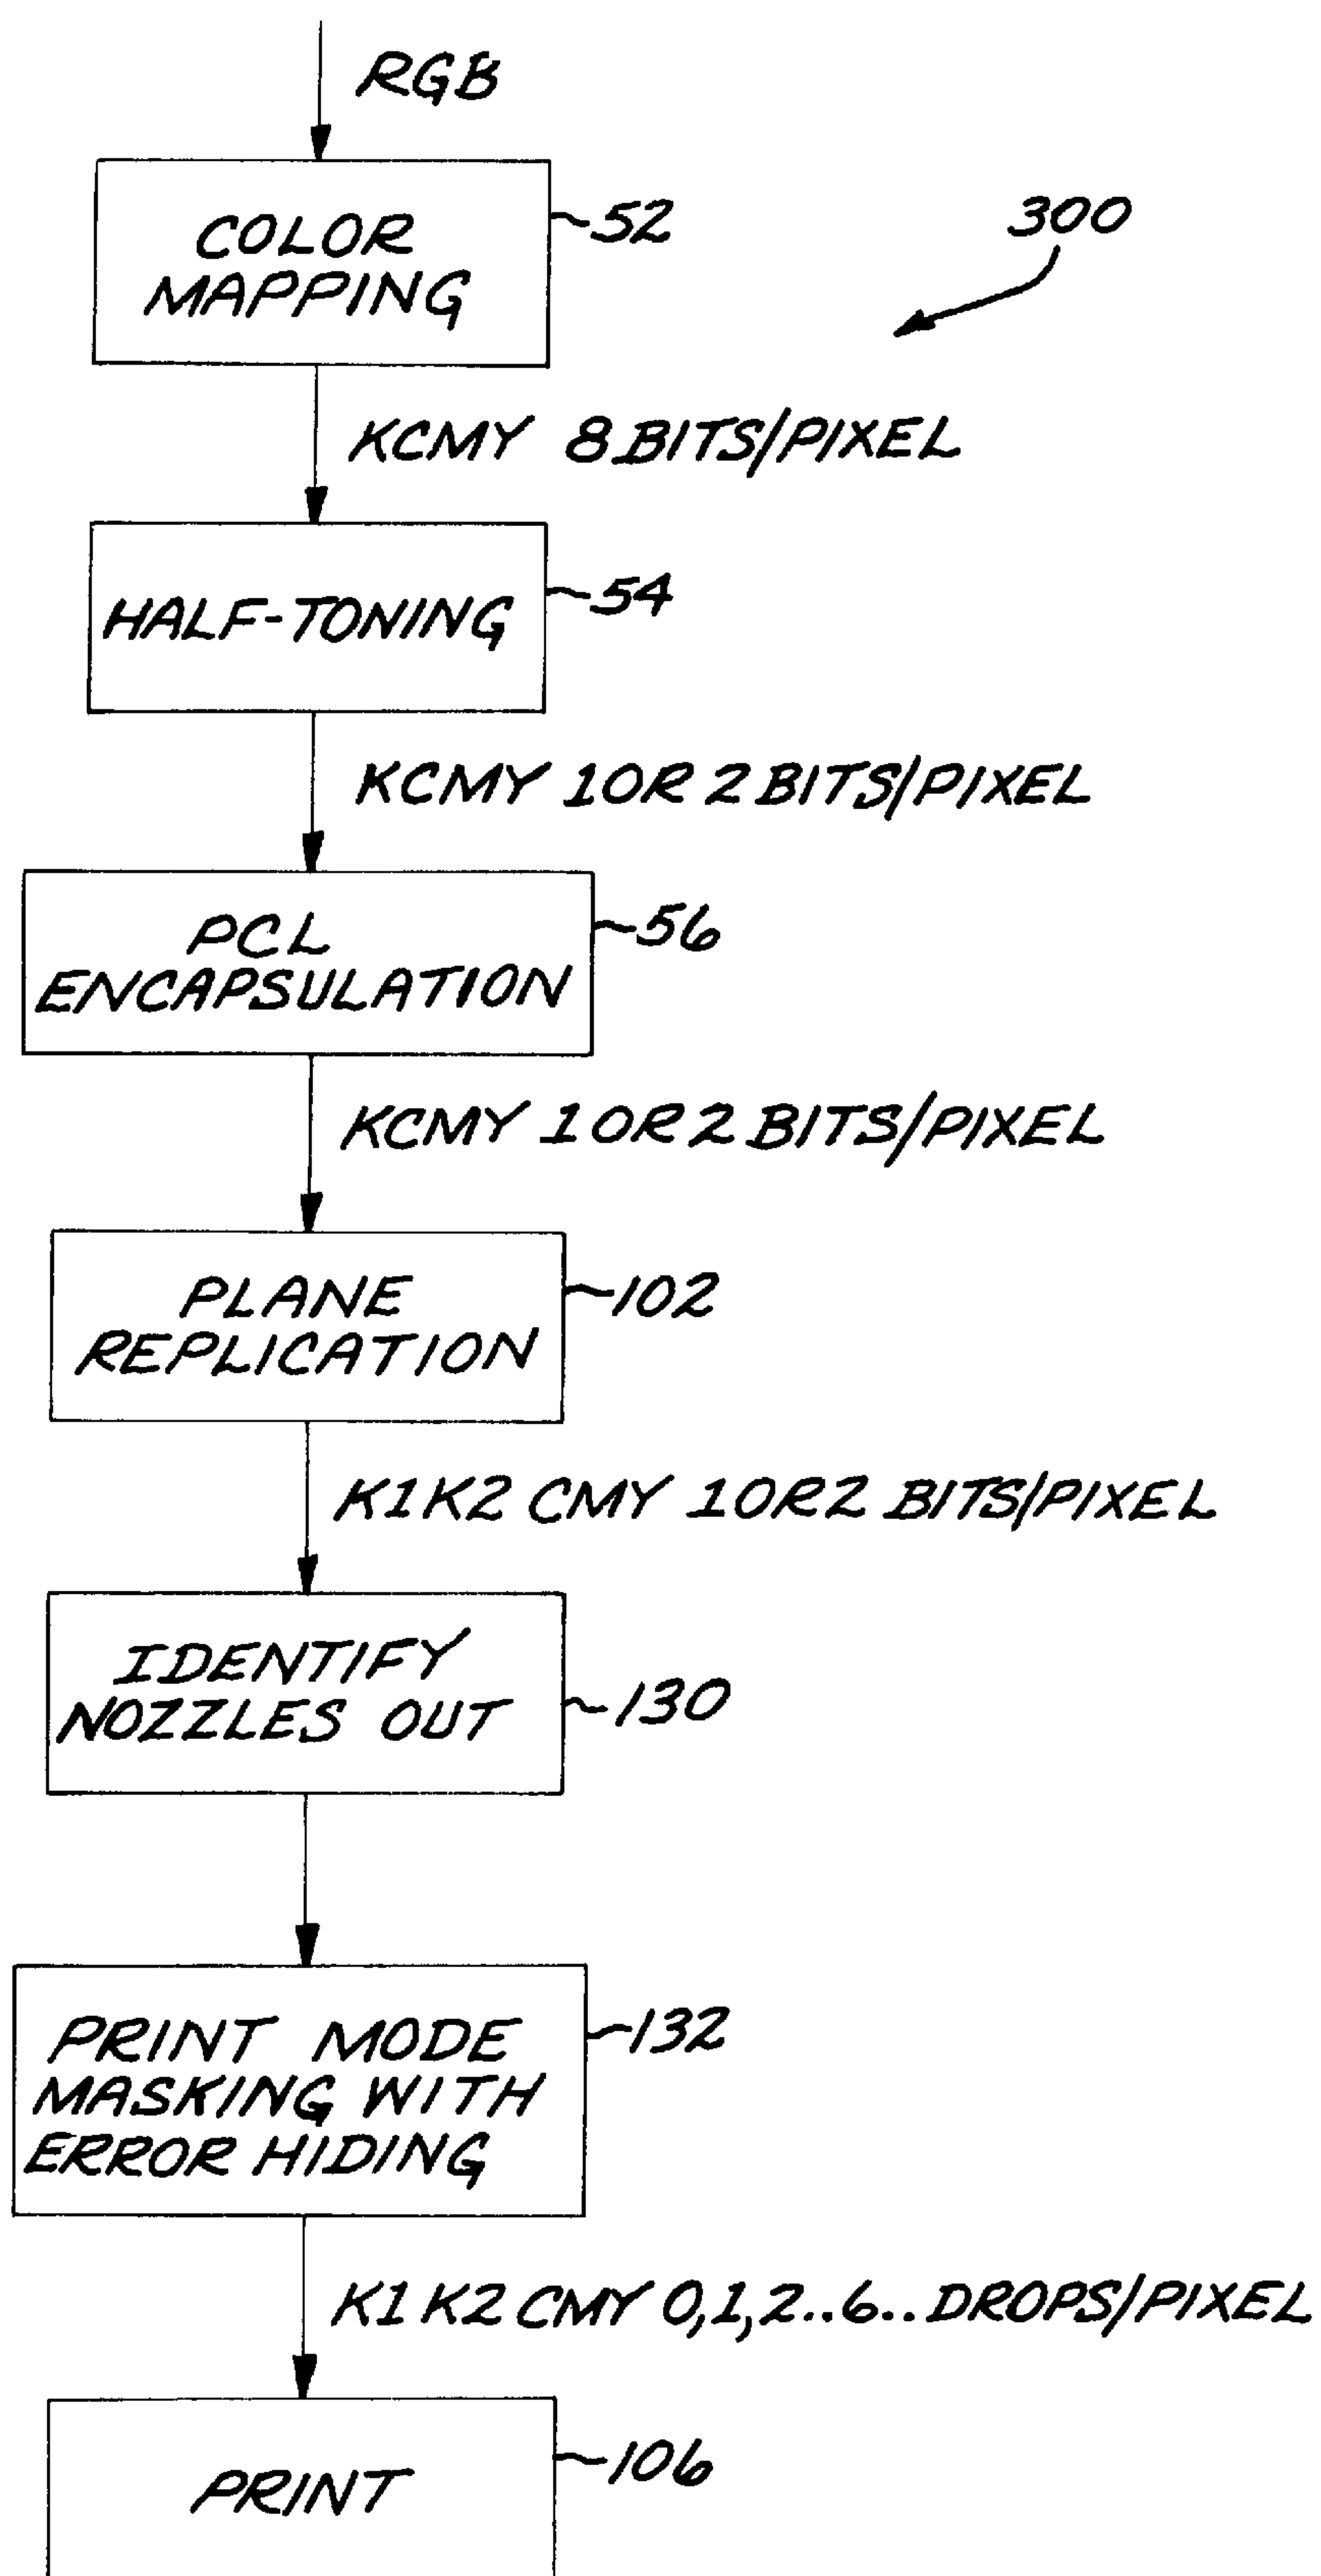 RGB
COLOR
MAPPING
52
300
KCMY 8 BITS/PIXEL
HALF-TONING
54
KCMY 1 OR 2 BITS/PIXEL
PCL
ENCAPSULATION
56
KCMY 1 OR 2 BITS/PIXEL
PLANE
REPLICATION
102
K1 K2 CMY 1 OR 2 BITS/PIXEL
IDENTIFY
NOZZLES OUT
130
PRINT MODE
MASKING WITH
ERROR HIDING
132
K1 K2 CMY 0,1,2..6.. DROPS/PIXEL
PRINT
106